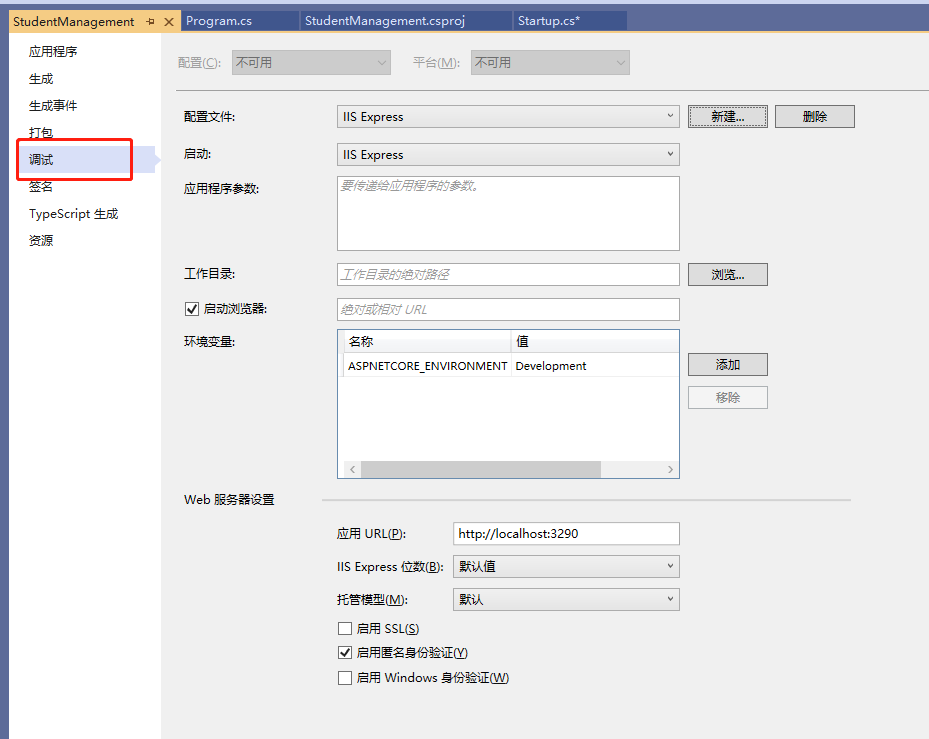 StudentManagement Program.cs StudentManagement.csproj Startup.cs*
应用程序
生成
生成事件
打包
调试
签名
TypeScript 生成
资源
配置(C): 不可用 平台(M): 不可用
配置文件: IIS Express 新建... 删除
启动: IIS Express
应用程序参数: 要传递给应用程序的参数。
工作目录: 工作目录的绝对路径 浏览...
启动浏览器: 绝对或相对 URL
环境变量: 名称 值
ASPNETCORE_ENVIRONMENT Development
添加
移除
Web 服务器设置
应用 URL(P): http://localhost:3290
IIS Express 位数(B): 默认值
托管模型(M): 默认
启用 SSL(S)
启用匿名身份验证(Y)
启用 Windows 身份验证(W)